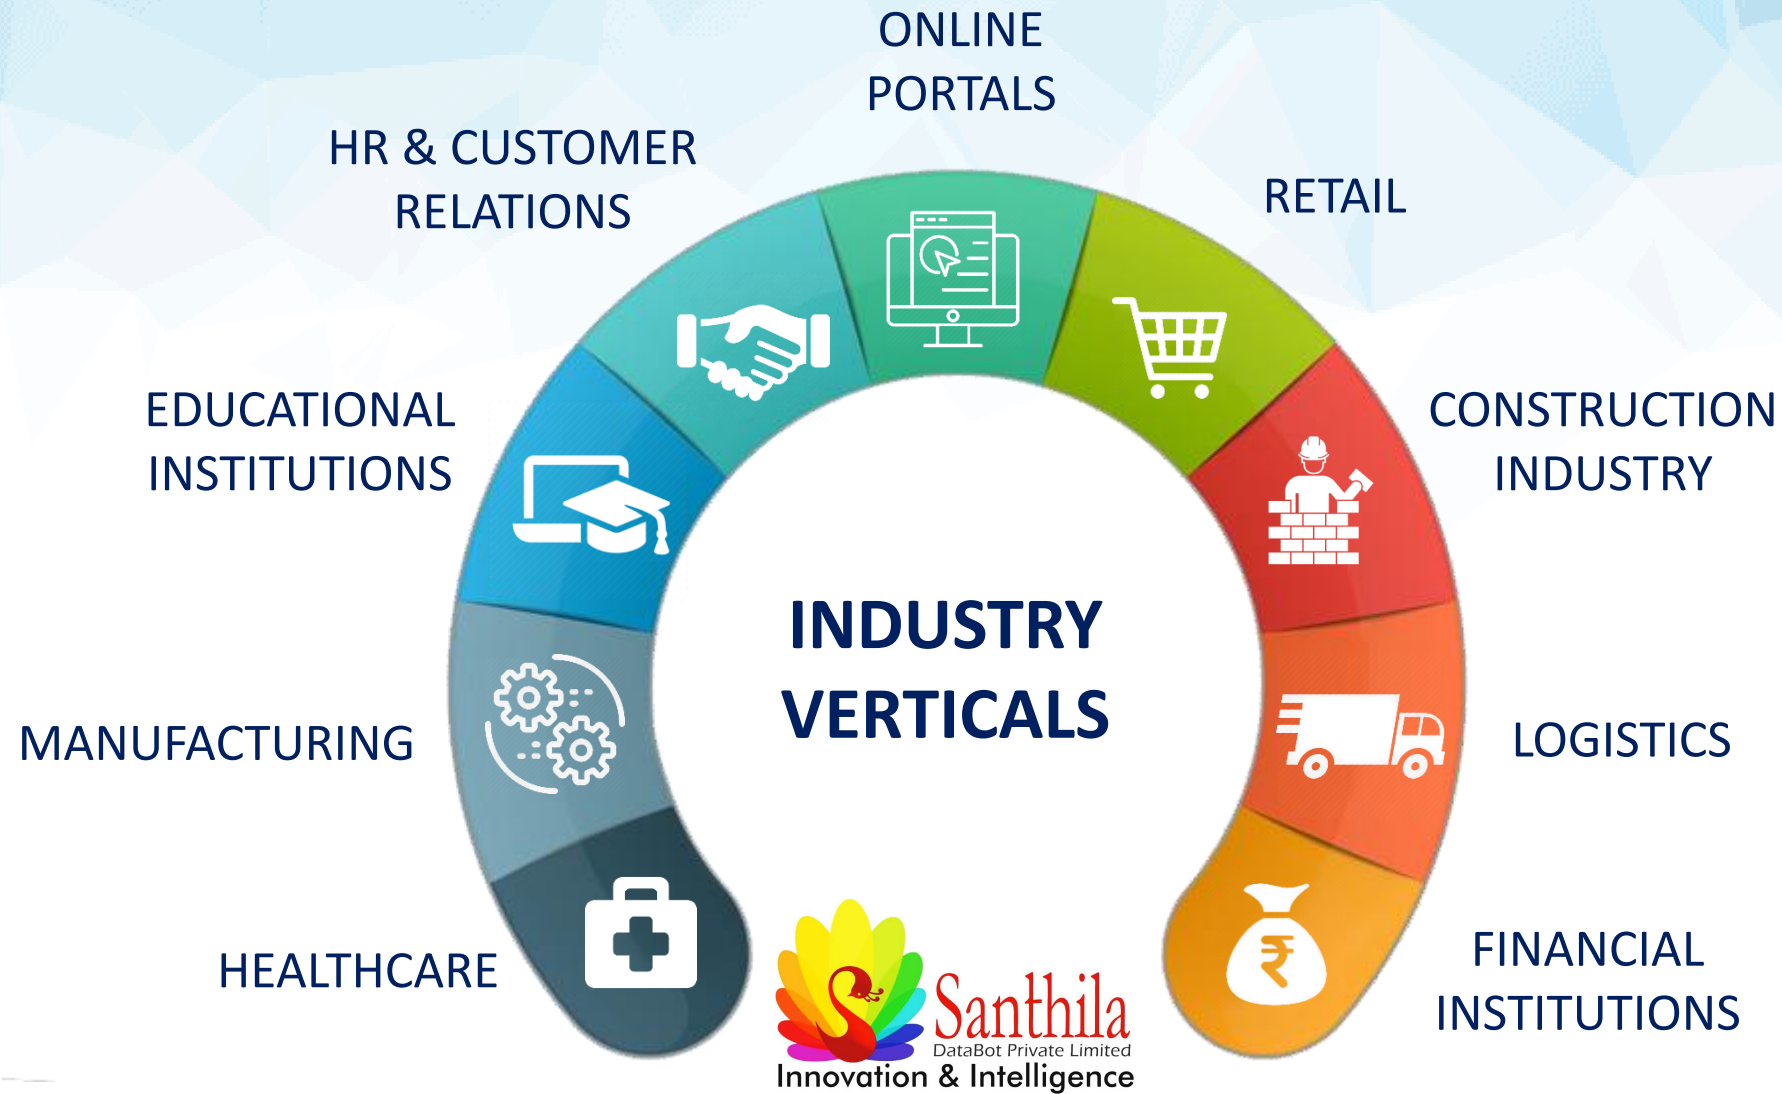 ONLINE
PORTALS
HR & CUSTOMER
RELATIONS
RETAIL
EDUCATIONAL
INSTITUTIONS
CONSTRUCTION
INDUSTRY
INDUSTRY
VERTICALS
MANUFACTURING
LOGISTICS
HEALTHCARE
FINANCIAL
INSTITUTIONS
₹
Santhila
DataBot Private Limited
Innovation & Intelligence